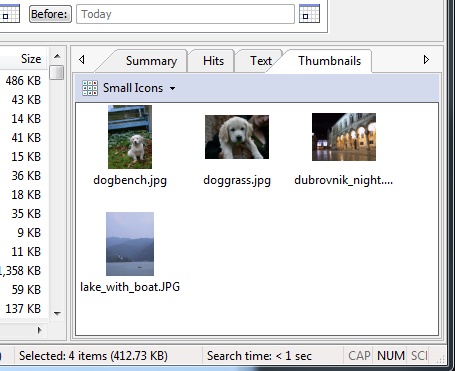 Before: Today
Size
Summary Hits Text Thumbnails
Small Icons
486 KB
43 KB
14 KB
41 KB
15 KB
36 KB
18 KB
35 KB
9 KB
11 KB
1,358 KB
59 KB
137 KB
dogbench.jpg doggrass.jpg dubrovnik_night....
lake_with_boat.JPG
) Selected: 4 items (412.73 KB) Search time: < 1 sec CAP NUM SCI